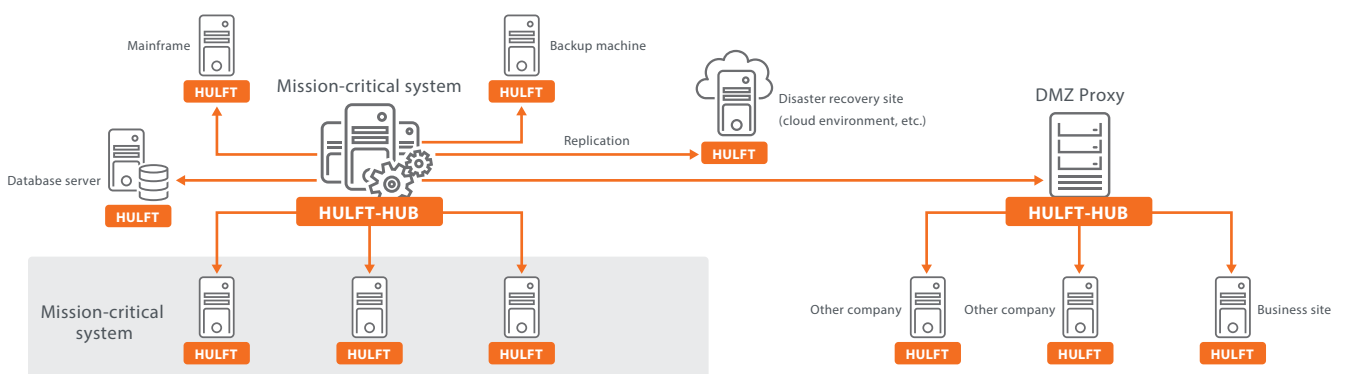 Mainframe
HULFT
Mission-critical system
Backup machine
HULFT
Disaster recovery site
(cloud environment, etc.)
HULFT
Replication
DMZ Proxy
Database server
HULFT
HULFT-HUB
HULFT-HUB
Mission-critical
system
HULFT
HULFT
HULFT
Other company
HULFT
Other company
HULFT
Business site
HULFT